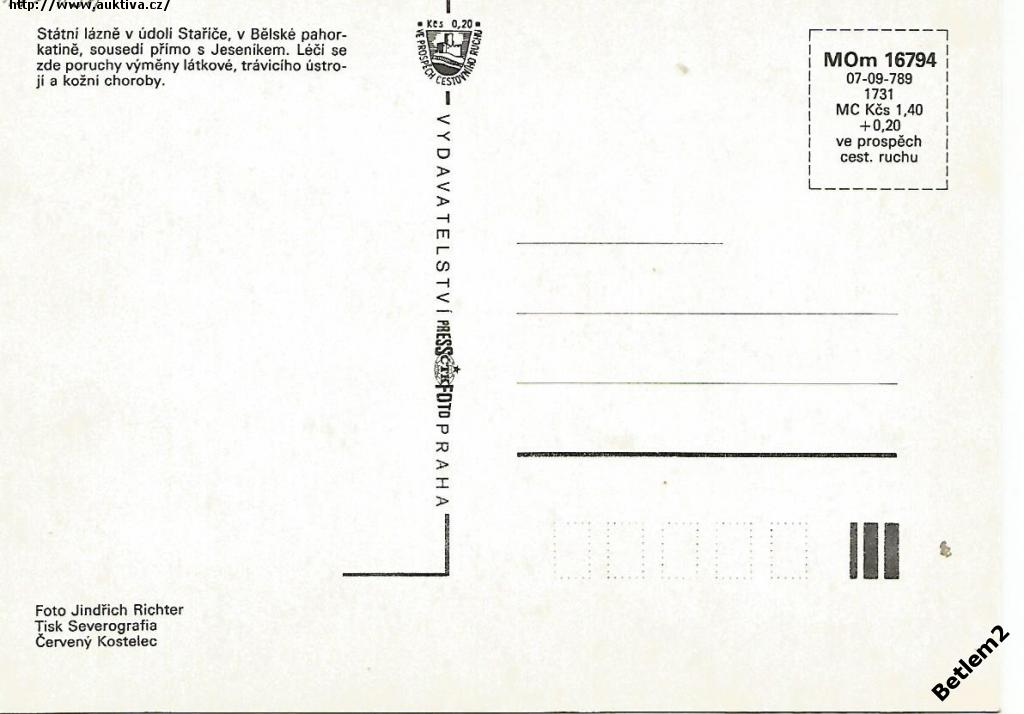 http://www.auktiva.cz/
Státní lázně v údolí Staříče, v Bělské pahor-
katině, sousedí přímo s Jeseníkem. Léčí se
zde poruchy výměny látkové, trávicího ústro-
jí a kožní choroby.
Kčs 0,20
VE PROSPĚCH CESTOVNÍHO RUCHU
VYDAVATELSTVÍ PRESSFOTO PRAHA
ČTK
MOm 16794
07-09-789
1731
MC Kčs 1,40
+0,20
ve prospěch
cest. ruchu
Foto Jindřich Richter
Tisk Severografia
Červený Kostelec
Betlem2